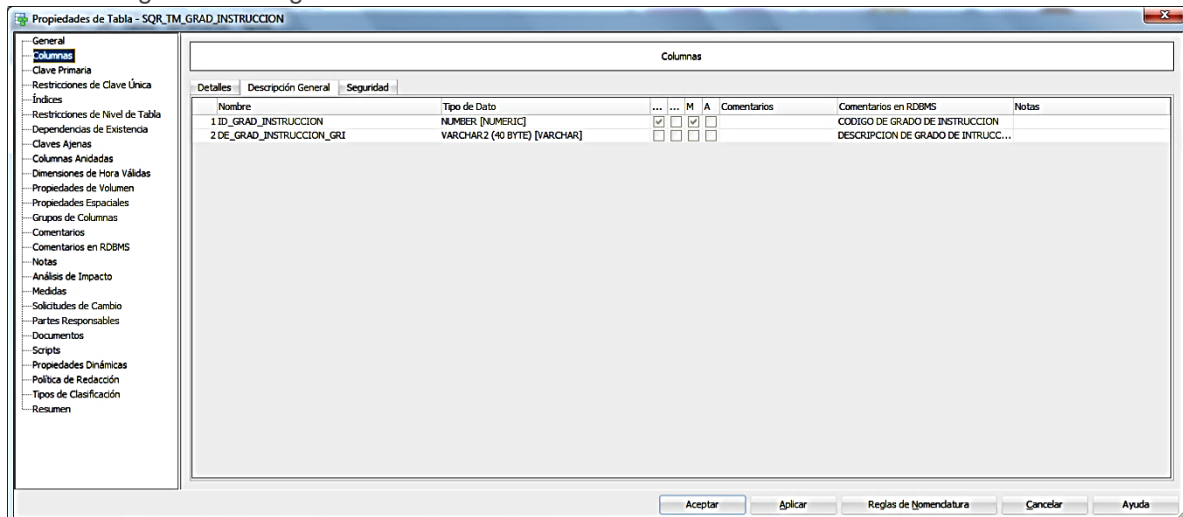 Propiedades de Tabla - SQR_TM_GRAD_INSTRUCCION
X
General
Columnas
Clave Primaria
Restricciones de Clave Única
Índices
Restricciones de Nivel de Tabla
Dependencias de Existencia
Claves Ajenas
Columnas Anidadas
Dimensiones de Hora Válidas
Propiedades de Volumen
Propiedades Espaciales
Grupos de Columnas
Comentarios
Comentarios en RDBMS
Notas
Análisis de Impacto
Medidas
Solicitudes de Cambio
Partes Responsables
Documentos
Scripts
Propiedades Dinámicas
Política de Redacción
Tipos de Clasificación
Resumen
Columnas
Detalles Descripción General Seguridad
Nombre Tipo de Dato ... ... M A Comentarios Comentarios en RDBMS Notas
1 ID_GRAD_INSTRUCCION NUMBER [NUMERIC] CODIGO DE GRADO DE INSTRUCCION
2 DE_GRAD_INSTRUCCION_GRI VARCHAR2 (40 BYTE) [VARCHAR] DESCRIPCION DE GRADO DE INTRUCC...
Aceptar Aplicar Reglas de Nomenclatura Cancelar Ayuda